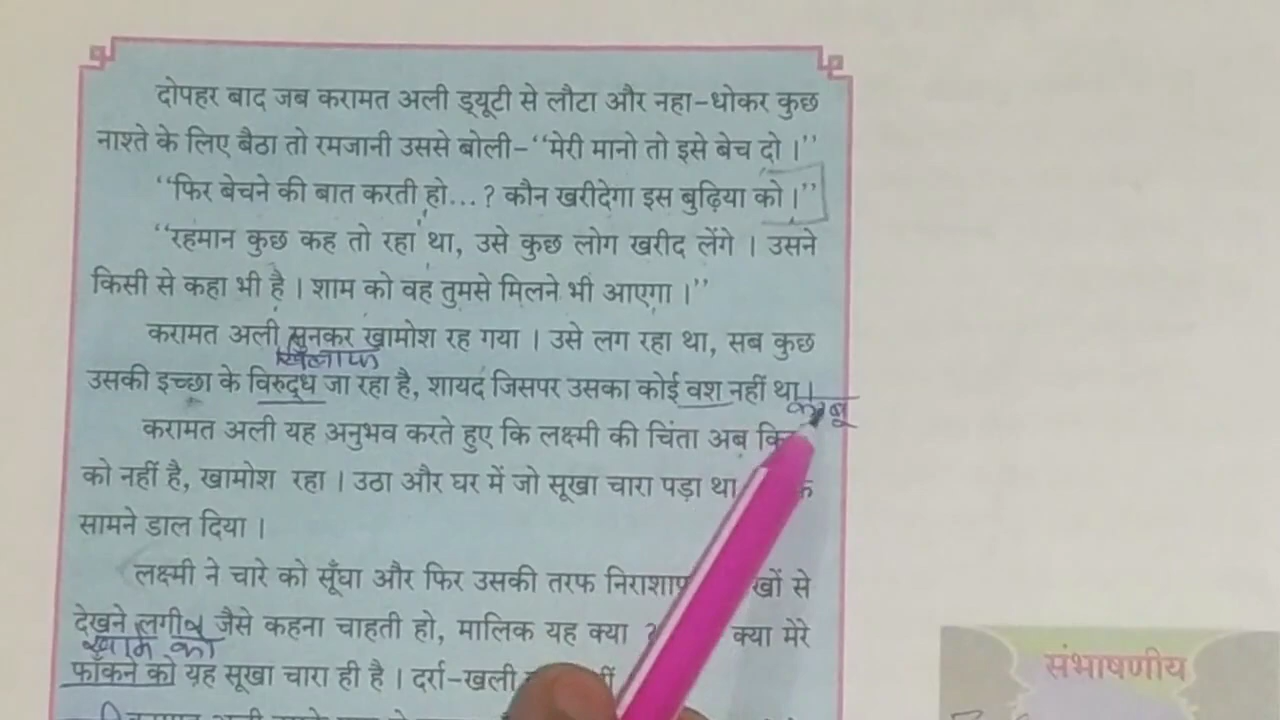 दोपहर बाद जब करामत अली ड्यूटी से लौटा और नहा-धोकर कुछ
नाश्ते के लिए बैठा तो रमजानी उससे बोली-“मेरी मानो तो इसे बेच दो ।”
“फिर बेचने की बात करती हो...? कौन खरीदेगा इस बुढ़िया को ।”
“रहमान कुछ कह तो रहा था, उसे कुछ लोग खरीद लेंगे । उसने
किसी से कहा भी है । शाम को वह तुमसे मिलने भी आएगा ।”
करामत अली सुनकर खामोश रह गया । उसे लग रहा था, सब कुछ
खिलाफ
उसकी इच्छा के विरुद्ध जा रहा है, शायद जिसपर उसका कोई वश नहीं था ।
काबू
करामत अली यह अनुभव करते हुए कि लक्ष्मी की चिंता अब
को नहीं है, खामोश रहा । उठा और घर में जो सूखा चारा पड़ा था
सामने डाल दिया ।
लक्ष्मी ने चारे को सूँघा और फिर उसकी तरफ से
देखने लगी जैसे कहना चाहती हो, मालिक यह क्या ? क्या मेरे
खाने को
फाँकने को यह सूखा चारा ही है । दर्रा-खली
संभाषणीय